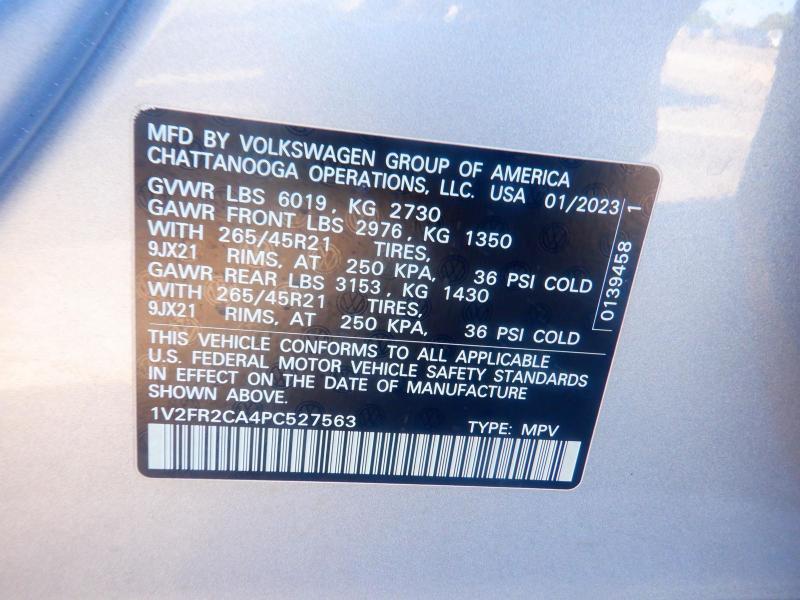 MFD BY VOLKSWAGEN GROUP OF AMERICA
CHATTANOOGA OPERATIONS, LLC. USA 01/2023
GVWR LBS 6019, KG 2730
GAWR FRONT LBS 2976, KG 1350
WITH 265/45R21 TIRES,
9JX21 RIMS, AT 250 KPA, 36 PSI COLD
GAWR REAR LBS 3153, KG 1430
WITH 265/45R21 TIRES,
9JX21 RIMS, AT 250 KPA, 36 PSI COLD
THIS VEHICLE CONFORMS TO ALL APPLICABLE
U.S. FEDERAL MOTOR VEHICLE SAFETY STANDARDS
IN EFFECT ON THE DATE OF MANUFACTURE
SHOWN ABOVE.
1V2FR2CA4PC527563 TYPE: MPV
0139458 1